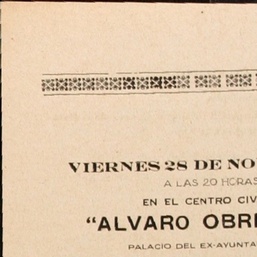 VIERNES 28 DE NO
A LAS 20 HORAS
EN EL CENTRO CIV
"ALVARO OBRE
PALACIO DEL EX-AYUNTA